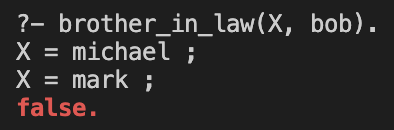 ?- brother_in_law(X, bob).
X = michael ;
X = mark ;
false.